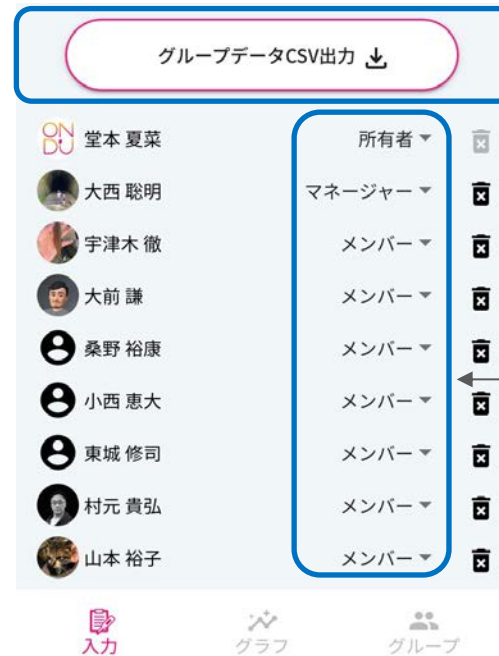 グループデータCSV出力
ONDU
堂本 夏菜 所有者
大西 聡明 マネージャー
宇津木 徹 メンバー
大前 謙 メンバー
桑野 裕康 メンバー
小西 恵大 メンバー
東城 修司 メンバー
村元 貴弘 メンバー
山本 裕子 メンバー
入力 グラフ グループ